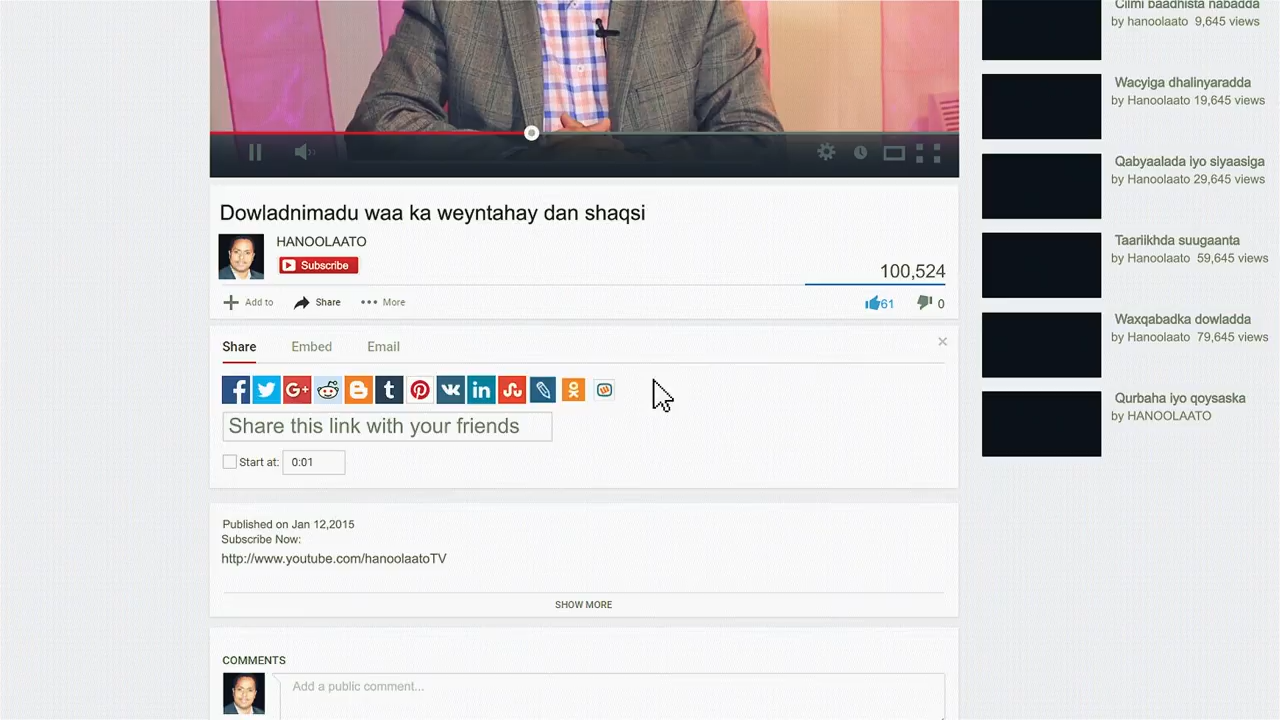 Cilmi baadhista nabadda
by hanoolaato 9,645 views
Wacyiga dhalinyaradda
by Hanoolaato 19,645 views
Qabyaalada iyo siyaasiga
by Hanoolaato 29,645 views
Taariikhda suugaanta
by Hanoolaato 59,645 views
Waxqabadka dowladda
by Hanoolaato 79,645 views
Qurbaha iyo qoysaska
by HANOOLAATO
Dowladnimadu waa ka weyntahay dan shaqsi
HANOOLAATO
Subscribe
100,524
Add to
Share
More
61
0
Share
Embed
Email
Share this link with your friends
Start at: 0:01
Published on Jan 12,2015
Subscribe Now:
http://www.youtube.com/hanoolaatoTV
SHOW MORE
COMMENTS
Add a public comment...